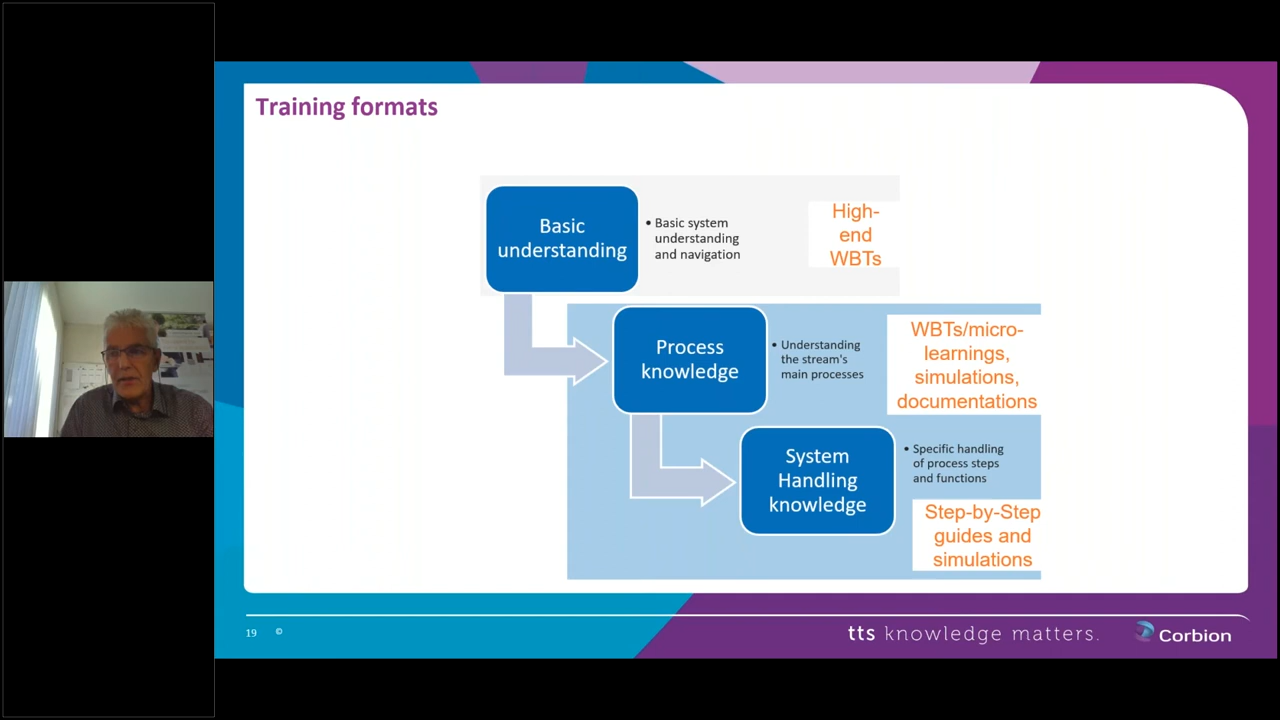 Training formats
Basic
understanding
• Basic system
understanding
and navigation
High-
end
WBTs
Process
knowledge
• Understanding
the stream's
main processes
WBTs/micro-
learnings,
simulations,
documentations
System
Handling
knowledge
• Specific handling
of process steps
and functions
Step-by-Step
guides and
simulations
19 ©
tts knowledge matters.
Corbion